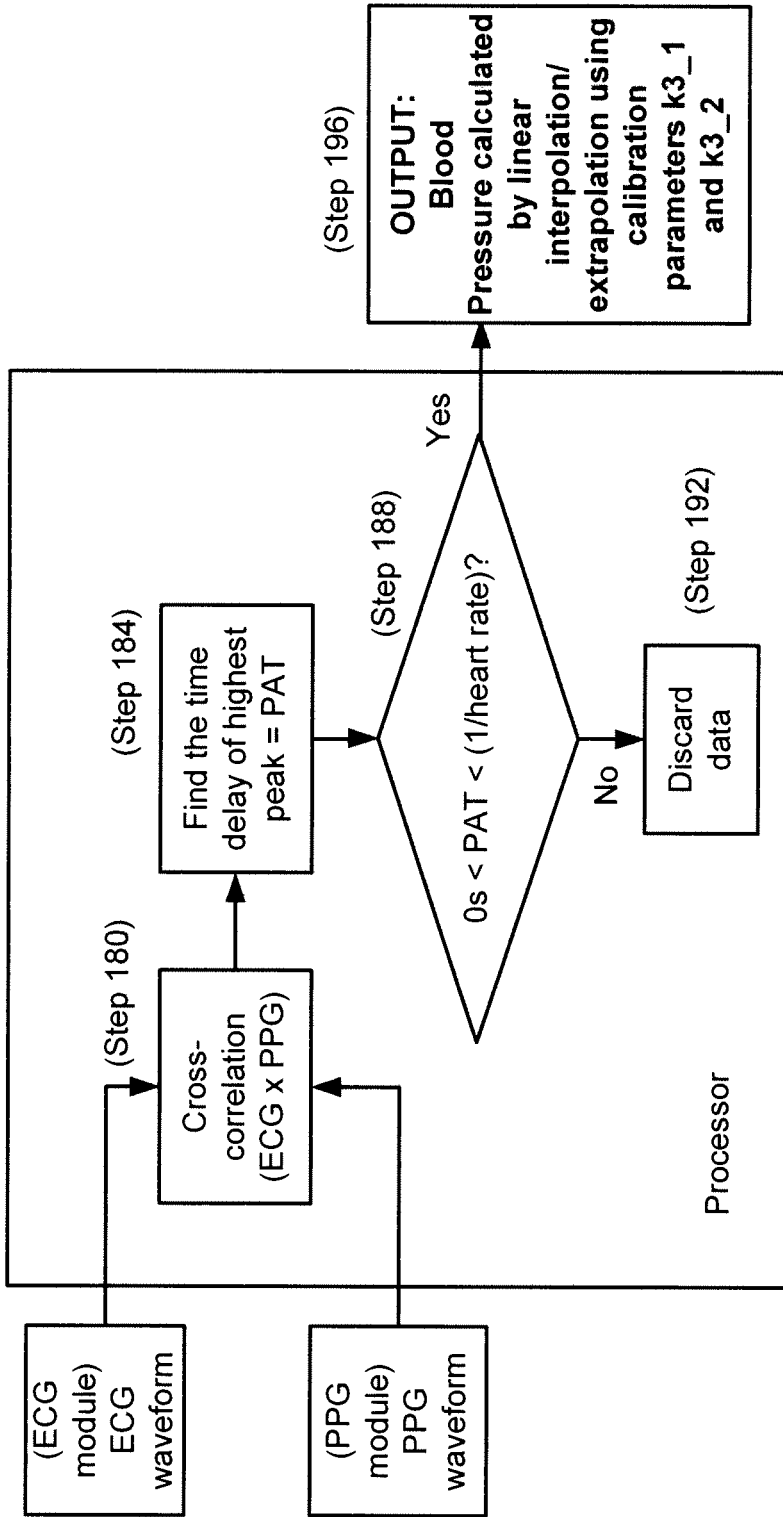 (ECG
module)
ECG
waveform
(PPG
module)
PPG
waveform
(Step 180)
Cross-
correlation
(ECG x PPG)
(Step 184)
Find the time
delay of highest
peak = PAT
(Step 188)
0s < PAT < (1/heart rate)?
Yes
No
(Step 192)
Discard
data
Processor
(Step 196)
OUTPUT:
Blood
Pressure calculated
by linear
interpolation/
extrapolation using
calibration
parameters k3_1
and k3_2